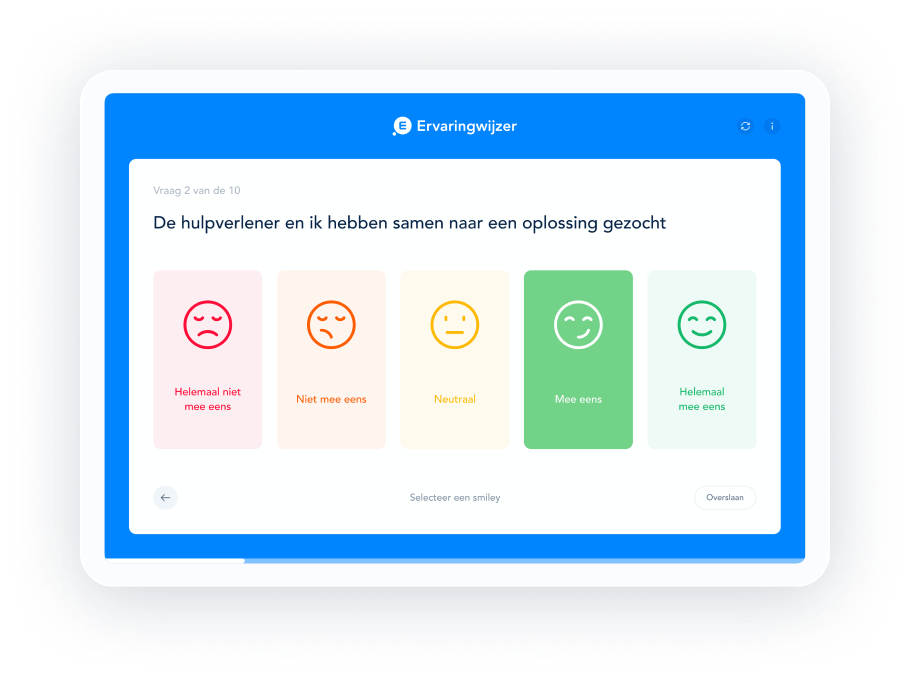 Ervaringwijzer
Vraag 2 van de 10
De hulpverlener en ik hebben samen naar een oplossing gezocht
Helemaal niet
mee eens
Niet mee eens
Neutraal
Mee eens
Helemaal
mee eens
Selecteer een smiley
Overslaan